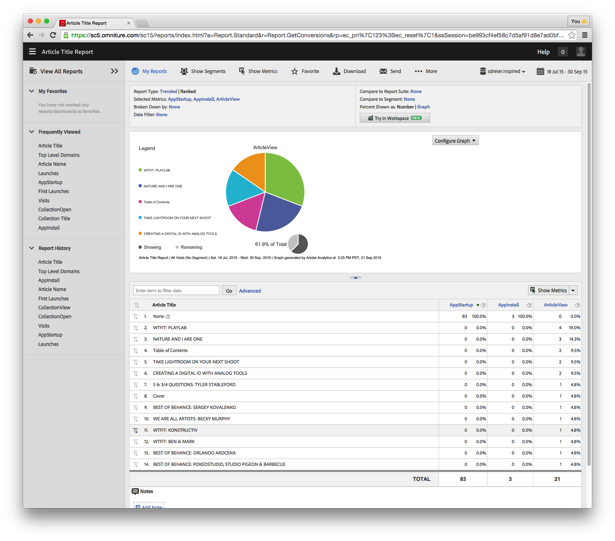 Article Title Report
You
https://sc5.omniture.com/sc15/reports/index.html?a=Report.Standard&r=Report.GetConversions&rp=ec_pri%7C123%3Bec_reset%7C1&ssSession=be993cf4ef58c7d5af91d8e7ad0bf...
Article Title Report
Help 0
View All Reports
My Reports Show Segments Show Metrics Favorite Download Send More
sdreier.inspired 18 Jul 15 - 30 Sep 15
My Favorites
You have not marked any
reports/dashboards as favorites.
Frequently Viewed
Article Title
Top Level Domains
Article Name
Launches
AppStartup
First Launches
Visits
CollectionOpen
Collection Title
AppInstall
Report History
Article Title
Top Level Domains
AppInstall
Article Name
First Launches
CollectionView
CollectionOpen
Visits
AppStartup
Launches
Report Type: Trended | Ranked
Selected Metrics: AppStartup, AppInstall, ArticleView
Broken Down by: None
Data Filter: None
Compare to Report Suite: None
Compare to Segment: None
Percent Shown as: Number | Graph
Try in Workspace
Configure Graph
Legend
ArticleView
WTFIT: PLAYLAB
NATURE AND I ARE ONE
Table of Contents
TAKE LIGHTROOM ON YOUR NEXT SHOOT
CREATING A DIGITAL ID WITH ANALOG TOOLS
Showing Remaining
61.9% of Total
Article Title Report | All Visits (No Segment) | Sat. 18 Jul. 2015 - Wed. 30 Sep. 2015 | Graph generated by Adobe Analytics at 3:25 PM PDT, 21 Sep 2015
Enter term to filter data Go Advanced
Show Metrics
Article Title AppStartup AppInstall ArticleView
1. None 83 100.0% 3 100.0% 0 0.0%
2. WTFIT: PLAYLAB 0 0.0% 0 0.0% 4 19.0%
3. NATURE AND I ARE ONE 0 0.0% 0 0.0% 3 14.3%
4. Table of Contents 0 0.0% 0 0.0% 2 9.5%
5. TAKE LIGHTROOM ON YOUR NEXT SHOOT 0 0.0% 0 0.0% 2 9.5%
6. CREATING A DIGITAL ID WITH ANALOG TOOLS 0 0.0% 0 0.0% 2 9.5%
7. 5 & 3/4 QUESTIONS: TYLER STABLEFORD 0 0.0% 0 0.0% 1 4.8%
8. Cover 0 0.0% 0 0.0% 1 4.8%
9. BEST OF BEHANCE: SERGEY KOVALENKO 0 0.0% 0 0.0% 1 4.8%
10. WE ARE ALL ARTISTS: BECKY MURPHY 0 0.0% 0 0.0% 1 4.8%
11. WTFIT: KONSTRUCTIV 0 0.0% 0 0.0% 1 4.8%
12. WTFIT: BEN & MARK 0 0.0% 0 0.0% 1 4.8%
13. BEST OF BEHANCE: ORLANDO AROCENA 0 0.0% 0 0.0% 1 4.8%
14. BEST OF BEHANCE: POKEDSTUDIO, STUDIO PIGEON & BARBECUE 0 0.0% 0 0.0% 1 4.8%
TOTAL 83 3 21
Notes
Add Note